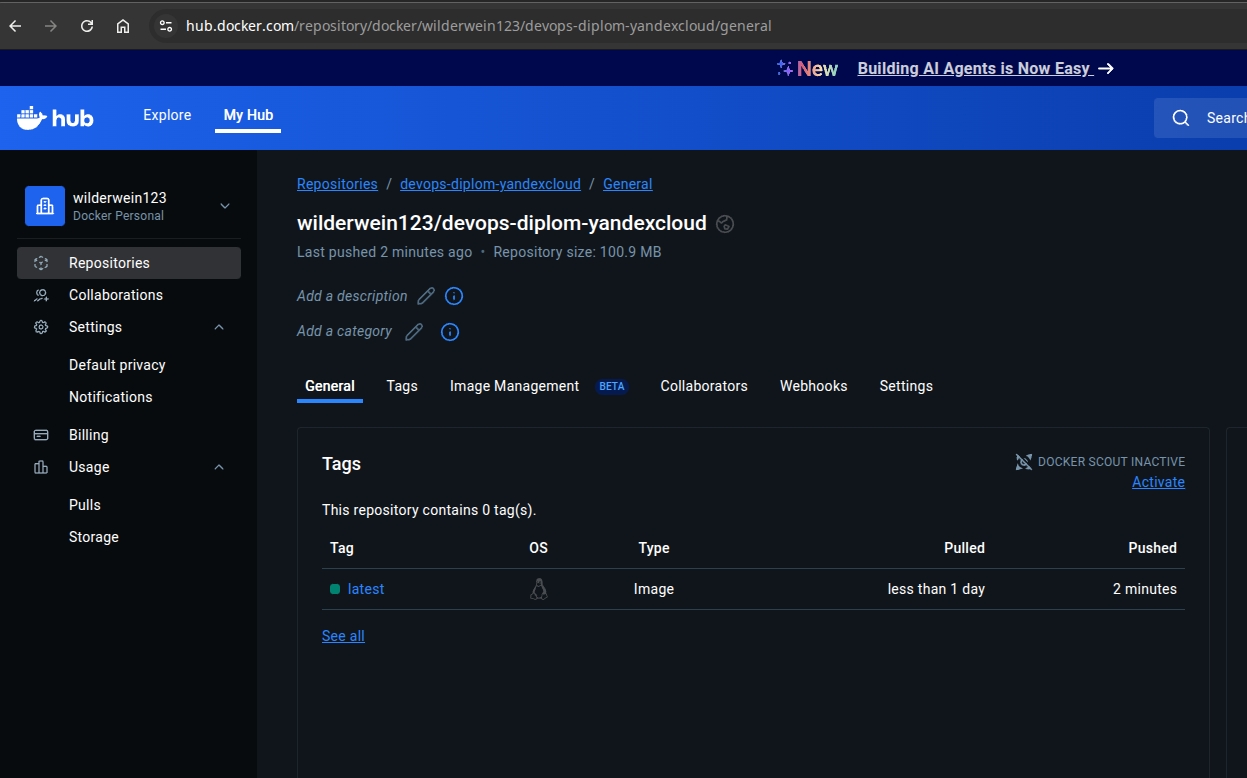 hub.docker.com/repository/docker/wilderwein123/devops-diplom-yandexcloud/general
New Building AI Agents is Now Easy
hub Explore My Hub Search
wilderwein123
Docker Personal
Repositories
Collaborations
Settings
Default privacy
Notifications
Billing
Usage
Pulls
Storage
Repositories / devops-diplom-yandexcloud / General
wilderwein123/devops-diplom-yandexcloud
Last pushed 2 minutes ago • Repository size: 100.9 MB
Add a description
Add a category
General Tags Image Management BETA Collaborators Webhooks Settings
Tags
DOCKER SCOUT INACTIVE
Activate
This repository contains 0 tag(s).
Tag OS Type Pulled Pushed
latest Image less than 1 day 2 minutes
See all